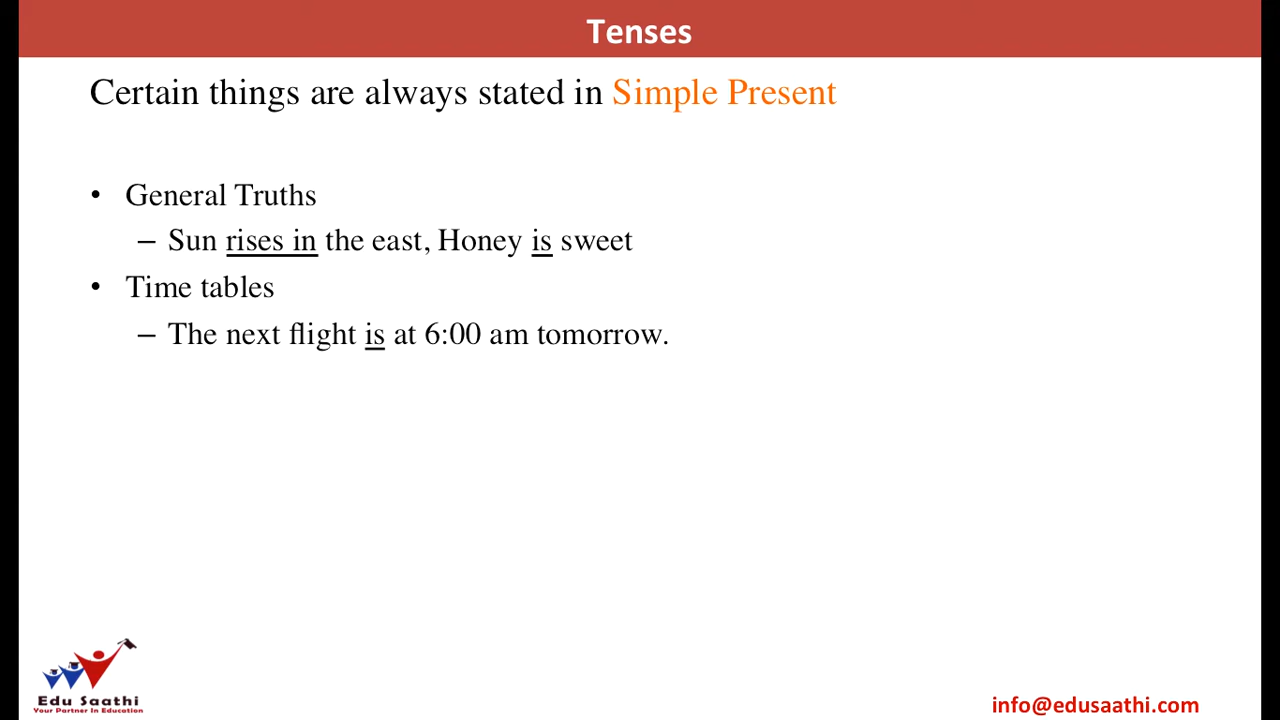 Tenses
Certain things are always stated in Simple Present
• General Truths
– Sun rises in the east, Honey is sweet
• Time tables
– The next flight is at 6:00 am tomorrow.
Edu Saathi
Your Partner In Education
info@edusaathi.com